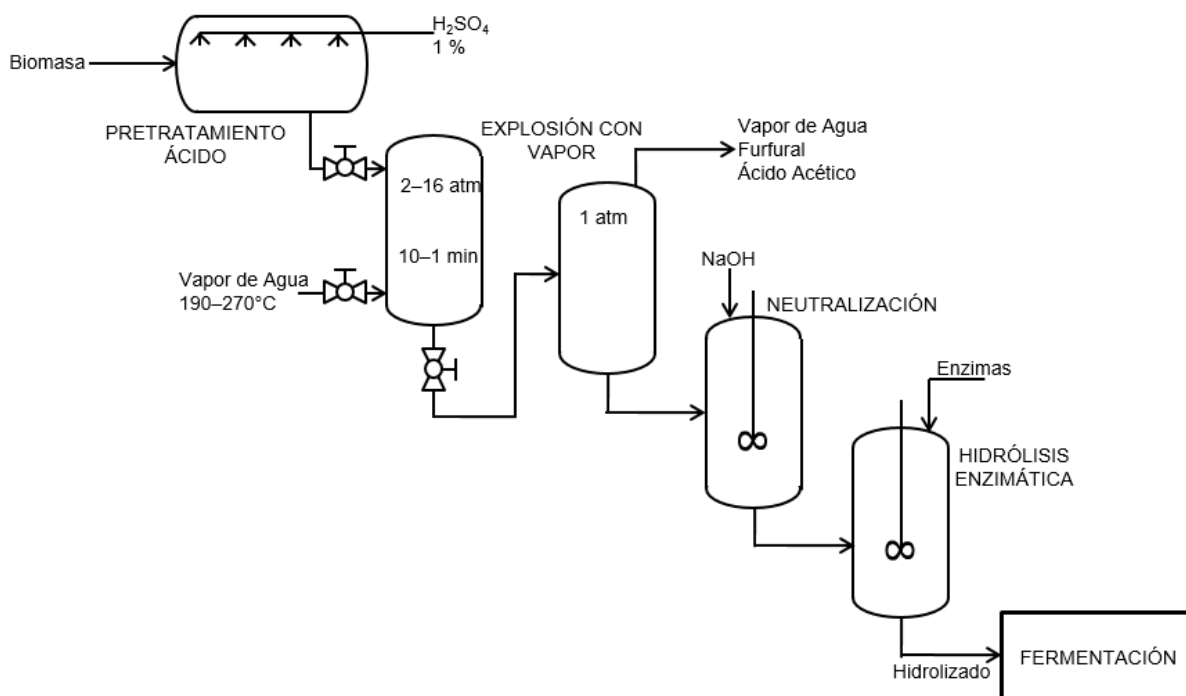 H₂SO₄
1 %
Biomasa
PRETRATAMIENTO
ÁCIDO
EXPLOSIÓN CON
VAPOR
Vapor de Agua
Furfural
Ácido Acético
2–16 atm
10–1 min
1 atm
Vapor de Agua
190–270°C
NaOH
NEUTRALIZACIÓN
Enzimas
HIDRÓLISIS
ENZIMÁTICA
Hidrolizado
FERMENTACIÓN